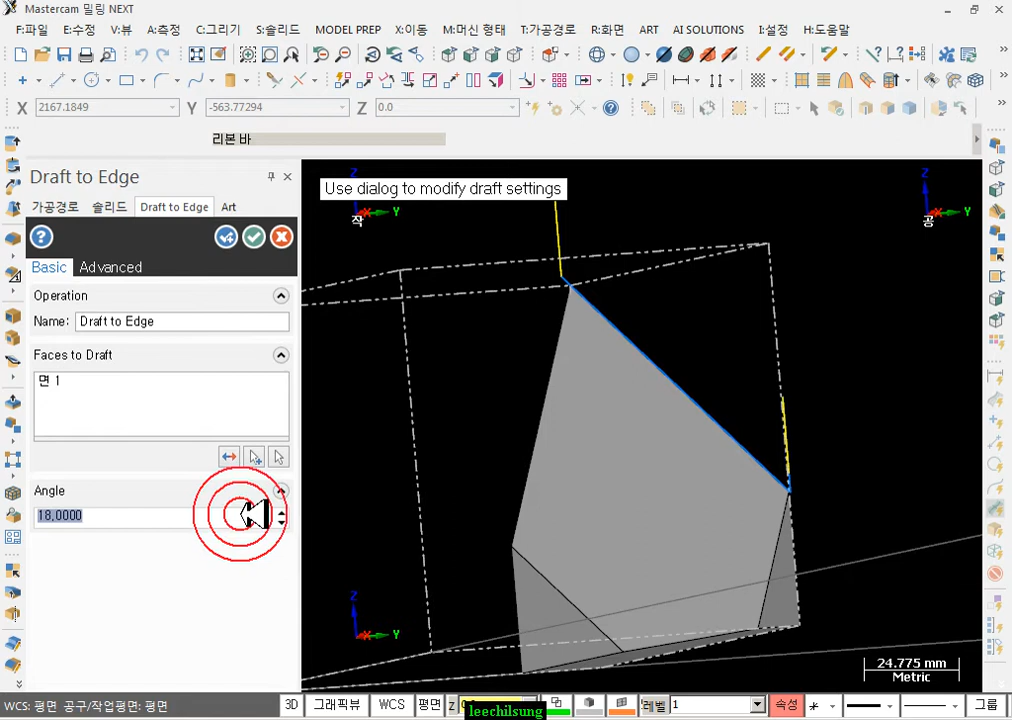 Mastercam 밀링 NEXT
F:파일 E:수정 V:뷰 A:측정 C:그리기 S:솔리드 MODEL PREP X:이동 M:머신 형태 T:가공경로 R:화면 ART AI SOLUTIONS I:설정 H:도움말
X 2167.1849 Y -563.77294 Z 0.0
리본 바
Draft to Edge
가공경로 솔리드 Draft to Edge Art
Basic Advanced
Operation
Name: Draft to Edge
Faces to Draft
면 1
Angle
18,0000
Use dialog to modify draft settings
Z
Y
X
작
Z
Y
X
공
Z
Y
X
24.775 mm
Metric
WCS: 평면 공구/작업평면: 평면 3D 그래픽뷰 WCS 평면 Z 레벨 1 속성 그룹
leechilsung